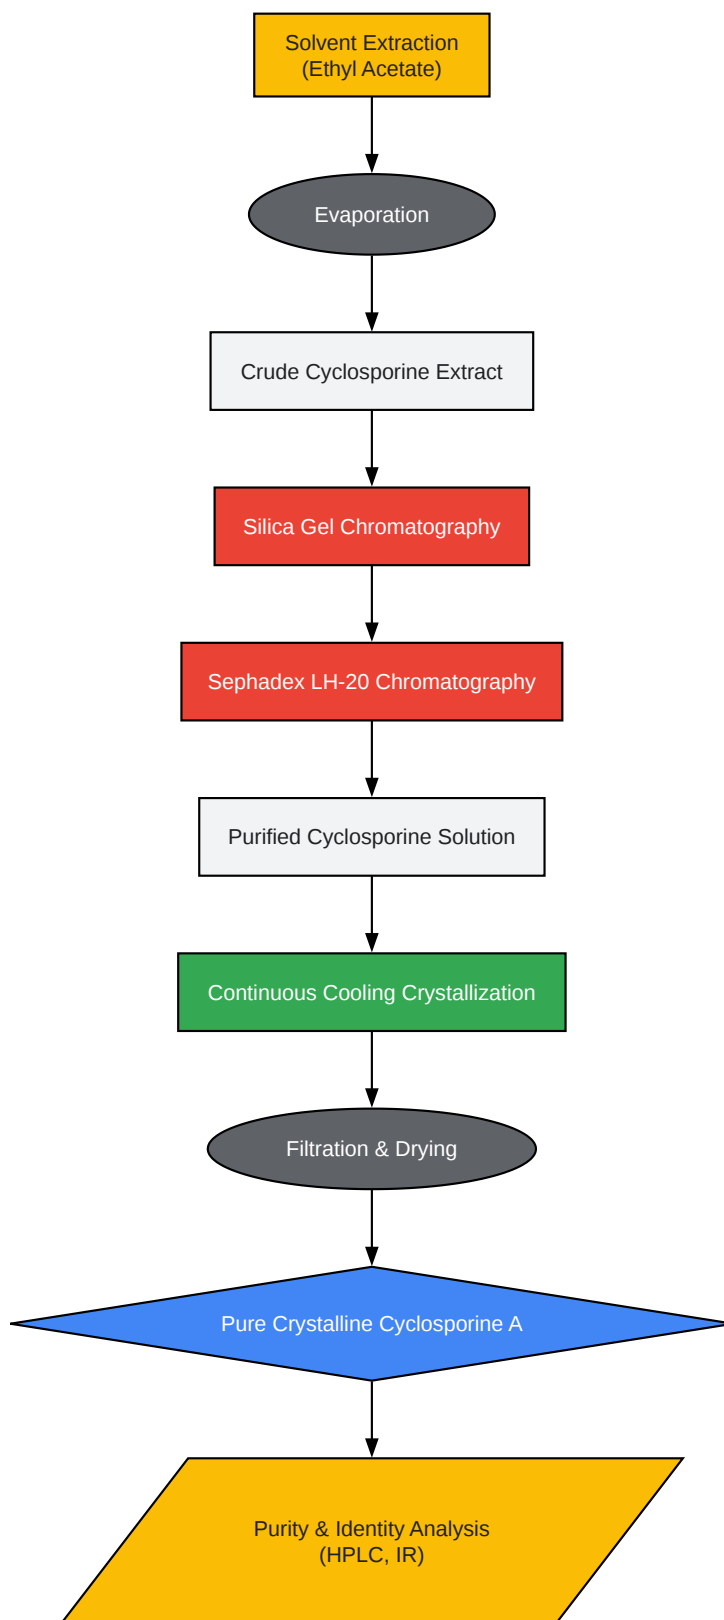 Solvent Extraction
(Ethyl Acetate)
Evaporation
Crude Cyclosporine Extract
Silica Gel Chromatography
Sephadex LH-20 Chromatography
Purified Cyclosporine Solution
Continuous Cooling Crystallization
Filtration & Drying
Pure Crystalline Cyclosporine A
Purity & Identity Analysis
(HPLC, IR)